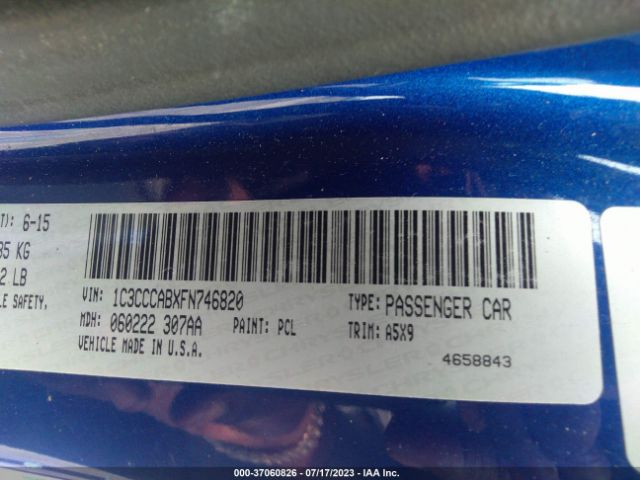 T): 6-15
35 KG
2 LB
LE SAFETY,
VIN: 1C3CCCABXFN746820
TYPE: PASSENGER CAR
MDH: 060222 307AA
PAINT: PCL
TRIM: A5X9
VEHICLE MADE IN U.S.A.
4658843
000-37060826 - 07/17/2023 - IAA Inc.